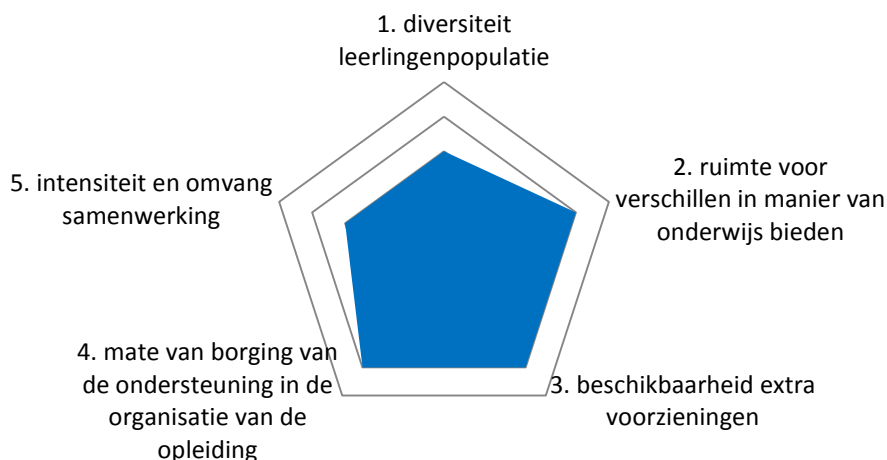 1. diversiteit
leerlingenpopulatie
2. ruimte voor
verschillen in manier van
onderwijs bieden
3. beschikbaarheid extra
voorzieningen
4. mate van borging van
de ondersteuning in de
organisatie van de
opleiding
5. intensiteit en omvang
samenwerking